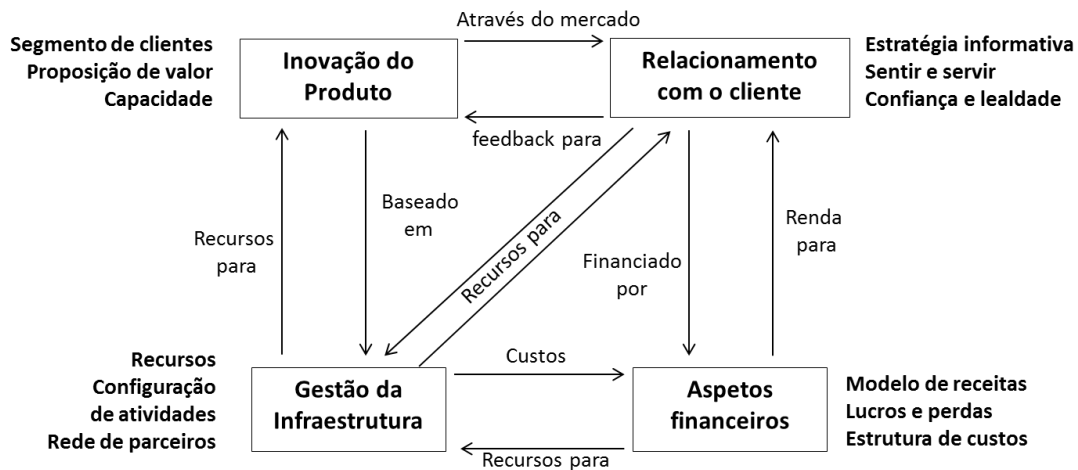 Através do mercado
Segmento de clientes
Proposição de valor
Capacidade
Inovação do
Produto
Relacionamento
com o cliente
Estratégia informativa
Sentir e servir
Confiança e lealdade
feedback para
Baseado
em
Recursos
para
Recursos para
Financiado
por
Renda
para
Recursos
Configuração
de atividades
Rede de parceiros
Gestão da
Infraestrutura
Custos
Aspetos
financeiros
Modelo de receitas
Lucros e perdas
Estrutura de custos
Recursos para